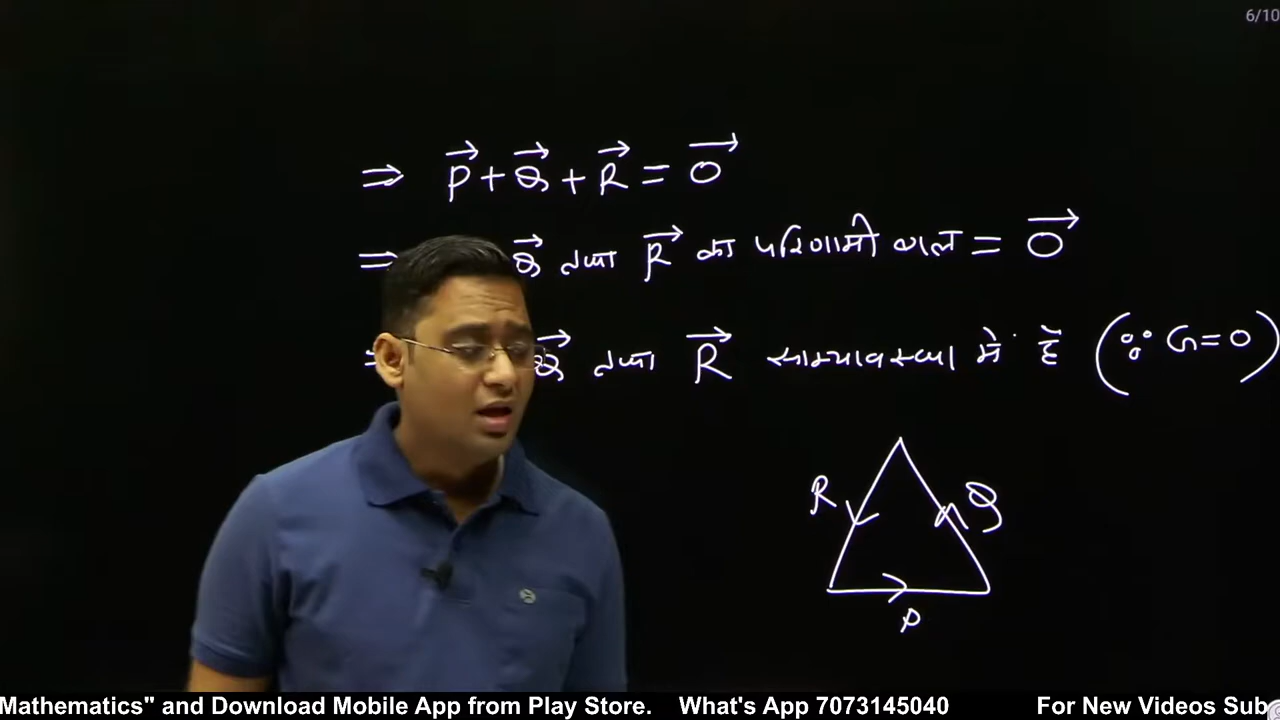 6/10
⇒ P⃗ + Q⃗ + R⃗ = 0⃗
⇒ Q⃗ तथा R⃗ का परिणामी बल = 0⃗
Q⃗ तथा R⃗ साम्यावस्था में है (∵ G = 0)
R Q
P
Mathematics" and Download Mobile App from Play Store. What's App 7073145040 For New Videos Sub